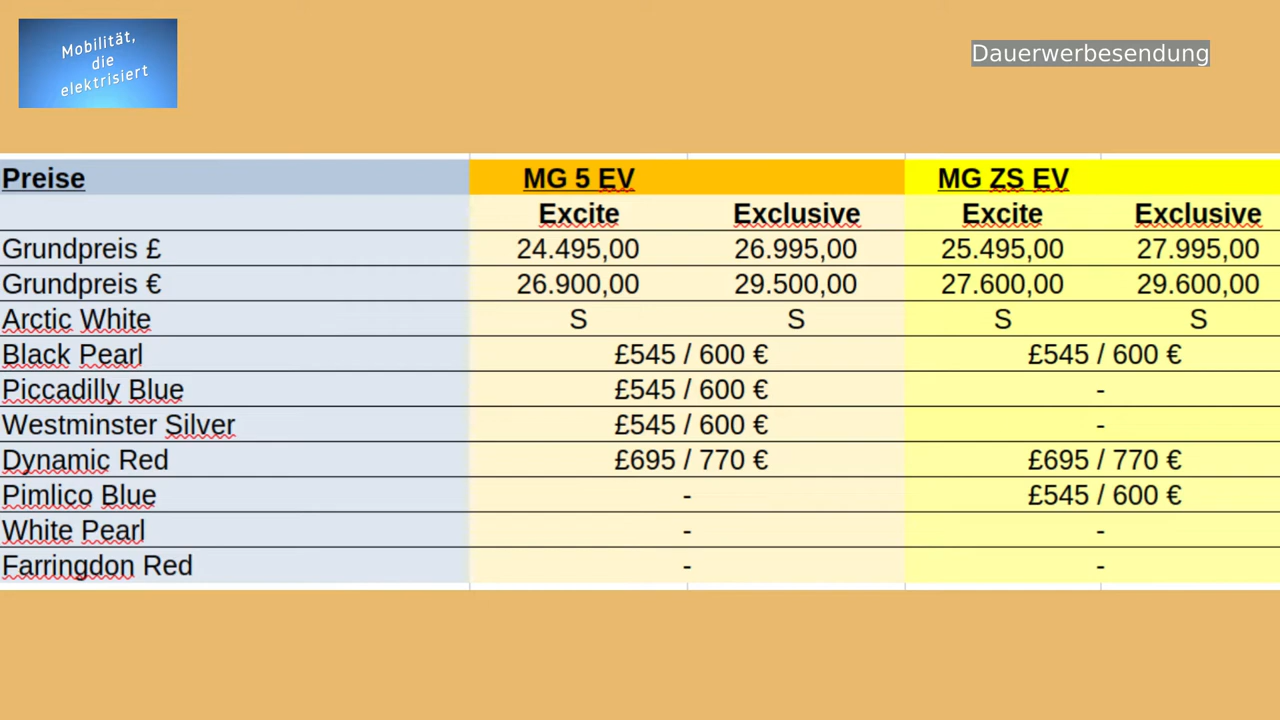 Mobilität,
die
elektrisiert
Dauerwerbesendung
Preise MG 5 EV MG ZS EV
Excite Exclusive Excite Exclusive
Grundpreis £ 24.495,00 26.995,00 25.495,00 27.995,00
Grundpreis € 26.900,00 29.500,00 27.600,00 29.600,00
Arctic White S S S S
Black Pearl £545 / 600 € £545 / 600 €
Piccadilly Blue £545 / 600 € -
Westminster Silver £545 / 600 € -
Dynamic Red £695 / 770 € £695 / 770 €
Pimlico Blue - £545 / 600 €
White Pearl - -
Farringdon Red - -